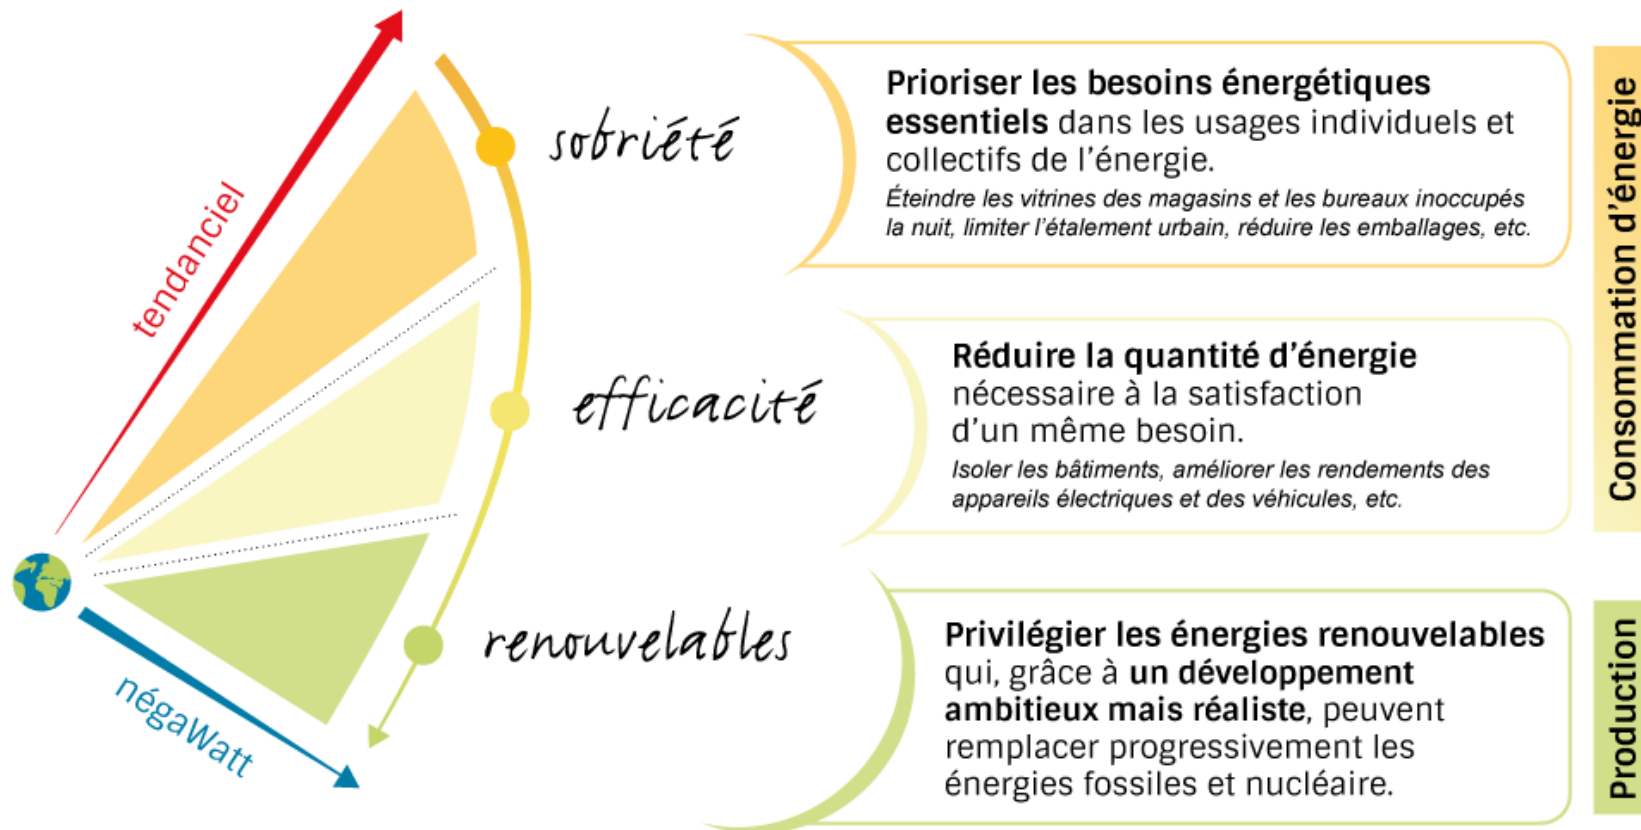 tendanciel
négaWatt
sobriété
Prioriser les besoins énergétiques
essentiels dans les usages individuels et
collectifs de l'énergie.
Éteindre les vitrines des magasins et les bureaux inoccupés
la nuit, limiter l'étalement urbain, réduire les emballages, etc.
efficacité
Réduire la quantité d'énergie
nécessaire à la satisfaction
d'un même besoin.
Isoler les bâtiments, améliorer les rendements des
appareils électriques et des véhicules, etc.
renouvelables
Privilégier les énergies renouvelables
qui, grâce à un développement
ambitieux mais réaliste, peuvent
remplacer progressivement les
énergies fossiles et nucléaire.
Consommation d'énergie
Production